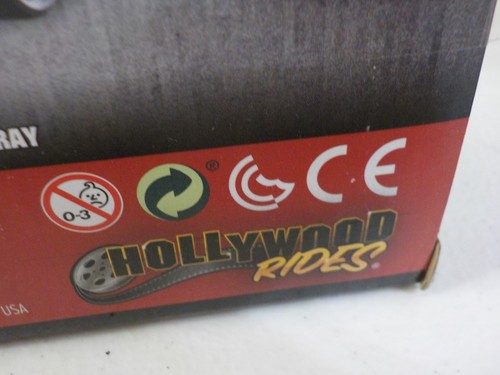 RAY
0-3
®
CE
HOLLYWOOD
RIDES®
USA